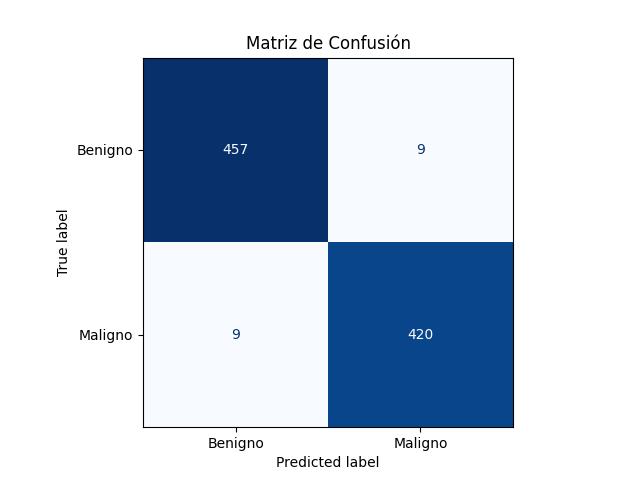 Matriz de Confusión
Benigno
457
9
True label
Maligno
9
420
Benigno
Maligno
Predicted label